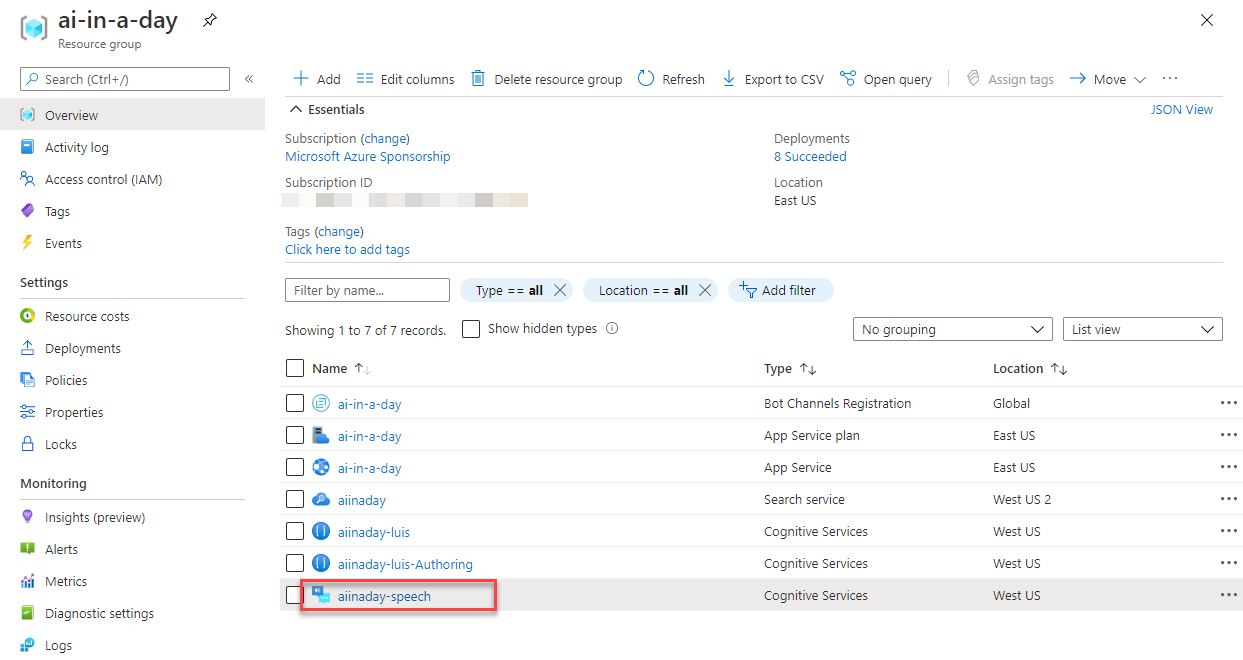 ai-in-a-day
Resource group
Search (Ctrl+/)
«
Overview
Activity log
Access control (IAM)
Tags
Events
Settings
Resource costs
Deployments
Policies
Properties
Locks
Monitoring
Insights (preview)
Alerts
Metrics
Diagnostic settings
Logs
Add Edit columns Delete resource group Refresh Export to CSV Open query Assign tags Move ···
Essentials JSON View
Subscription (change) Deployments
Microsoft Azure Sponsorship 8 Succeeded
Subscription ID Location
East US
Tags (change)
Click here to add tags
Filter by name... Type == all Location == all Add filter
Showing 1 to 7 of 7 records. Show hidden types No grouping List view
Name Type Location
ai-in-a-day Bot Channels Registration Global ···
ai-in-a-day App Service plan East US ···
ai-in-a-day App Service East US ···
aiinaday Search service West US 2 ···
aiinaday-luis Cognitive Services West US ···
aiinaday-luis-Authoring Cognitive Services West US ···
aiinaday-speech Cognitive Services West US ···